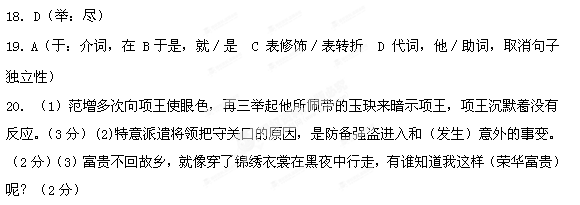 18. D（举：尽）
19. A（于：介词，在 B于是，就／是 C 表修饰／表转折 D 代词，他／助词，取消句子
独立性）
20. （1）范增多次向项王使眼色，再三举起他所佩带的玉玦来暗示项王，项王沉默着没有
反应。（3 分）（2)特意派遣将领把守关口的原因，是防备强盗进入和（发生）意外的事变。
（2 分）（3）富贵不回故乡，就像穿了锦绣衣裳在黑夜中行走，有谁知道我这样（荣华富贵）
呢？（2 分）